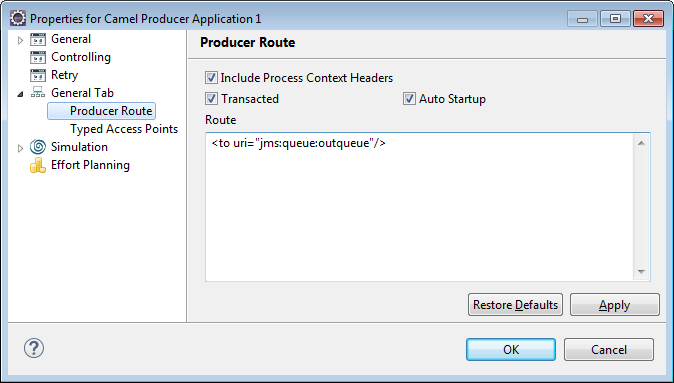 Properties for Camel Producer Application 1
General
Controlling
Retry
General Tab
Producer Route
Typed Access Points
Simulation
Effort Planning
Producer Route
Include Process Context Headers
Transacted
Auto Startup
Route
<to uri="jms:queue:outqueue"/>
Restore Defaults
Apply
?
OK
Cancel